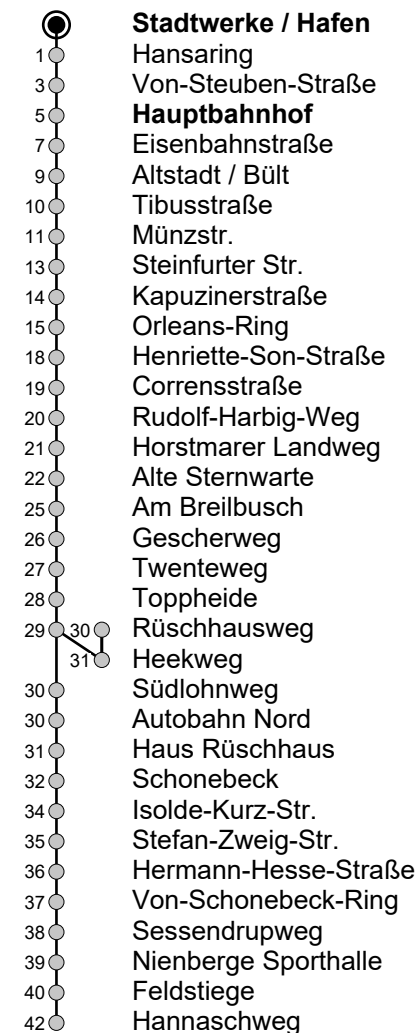 Stadtwerke / Hafen
1 Hansaring
3 Von-Steuben-Straße
5 Hauptbahnhof
7 Eisenbahnstraße
9 Altstadt / Bült
10 Tibusstraße
11 Münzstr.
13 Steinfurter Str.
14 Kapuzinerstraße
15 Orleans-Ring
18 Henriette-Son-Straße
19 Corrensstraße
20 Rudolf-Harbig-Weg
21 Horstmarer Landweg
22 Alte Sternwarte
25 Am Breilbusch
26 Gescherweg
27 Twenteweg
28 Toppheide
29 30 Rüschhausweg
31 Heekweg
30 Südlohnweg
30 Autobahn Nord
31 Haus Rüschhaus
32 Schonebeck
34 Isolde-Kurz-Str.
35 Stefan-Zweig-Str.
36 Hermann-Hesse-Straße
37 Von-Schonebeck-Ring
38 Sessendrupweg
39 Nienberge Sporthalle
40 Feldstiege
42 Hannaschweg